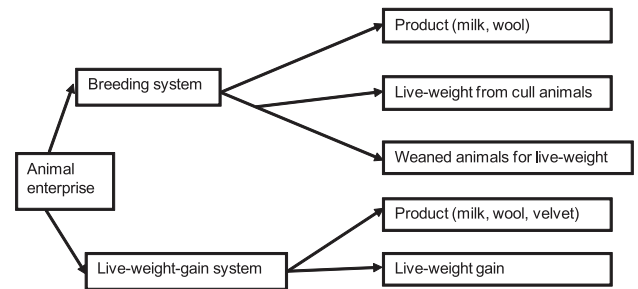 Product (milk, wool)
Breeding system
Live-weight from cull animals
Weaned animals for live-weight
Animal
enterprise
Product (milk, wool, velvet)
Live-weight-gain system
Live-weight gain